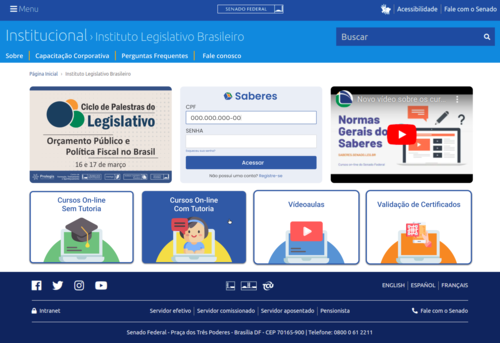 Menu
SENADO FEDERAL
Acessibilidade
Fale com o Senado
Institucional › Instituto Legislativo Brasileiro
Buscar
Sobre
Capacitação Corporativa
Perguntas Frequentes
Fale conosco
Página Inicial › Instituto Legislativo Brasileiro
Ciclo de Palestras do
Legislativo
Orçamento Público e
Política Fiscal no Brasil
16 e 17 de março
Saberes
CPF
000.000.000-00
SENHA
Acessar
Não possui uma conta? Registre-se
Novo vídeo sobre os cur
Normas
Gerais do
Saberes
Cursos On-line
Sem Tutoria
Cursos On-line
Com Tutoria
Vídeoaulas
Validação de Certificados
ENGLISH
ESPAÑOL
FRANÇAIS
Intranet
Servidor efetivo
Servidor comissionado
Servidor aposentado
Pensionista
Fale com o Senado
Senado Federal - Praça dos Três Poderes - Brasília DF - CEP 70165-900 | Telefone: 0800 0 61 2211